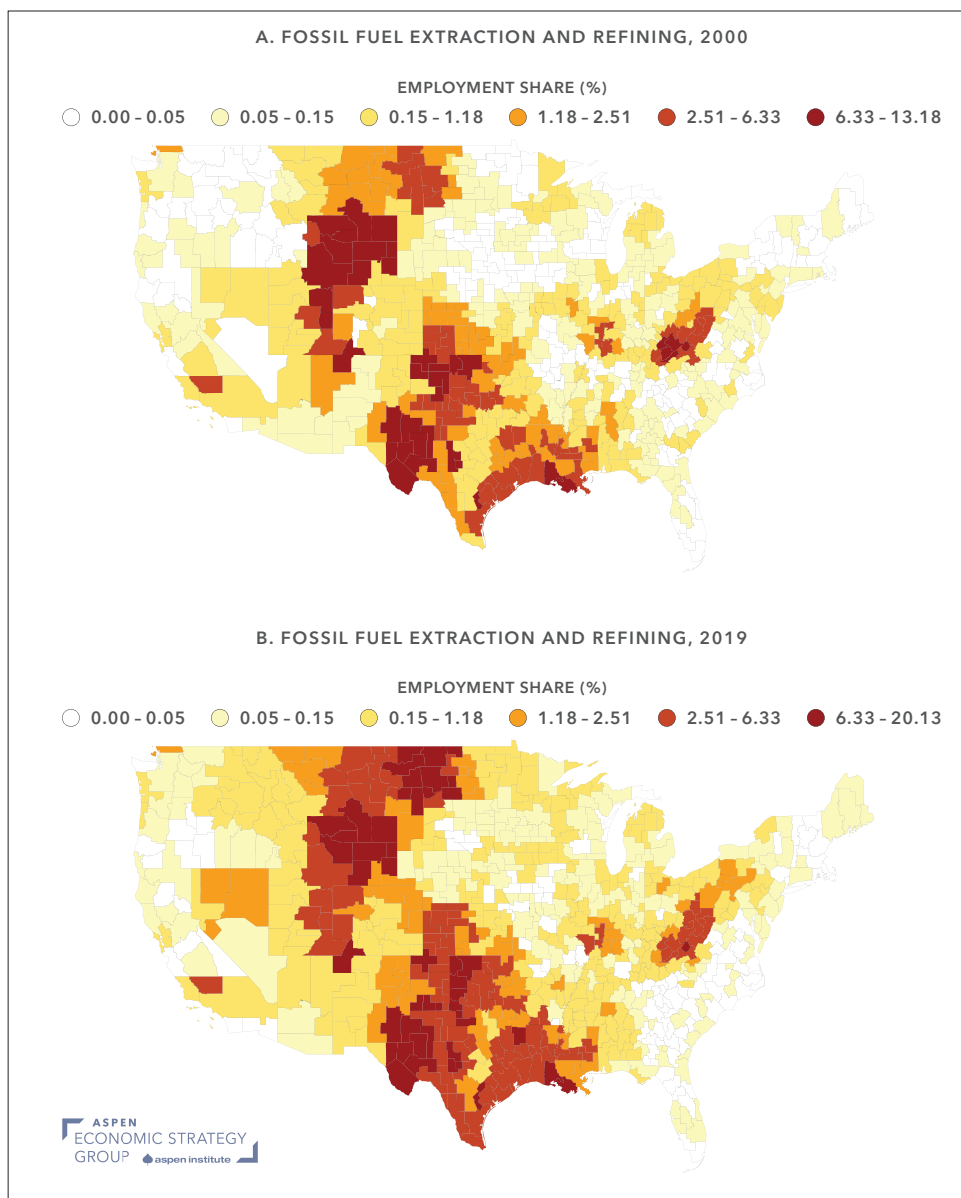 A. FOSSIL FUEL EXTRACTION AND REFINING, 2000
EMPLOYMENT SHARE (%)
0.00 – 0.05 0.05 – 0.15 0.15 – 1.18 1.18 – 2.51 2.51 – 6.33 6.33 – 13.18
B. FOSSIL FUEL EXTRACTION AND REFINING, 2019
EMPLOYMENT SHARE (%)
0.00 – 0.05 0.05 – 0.15 0.15 – 1.18 1.18 – 2.51 2.51 – 6.33 6.33 – 20.13
ASPEN
ECONOMIC STRATEGY
GROUP aspen institute